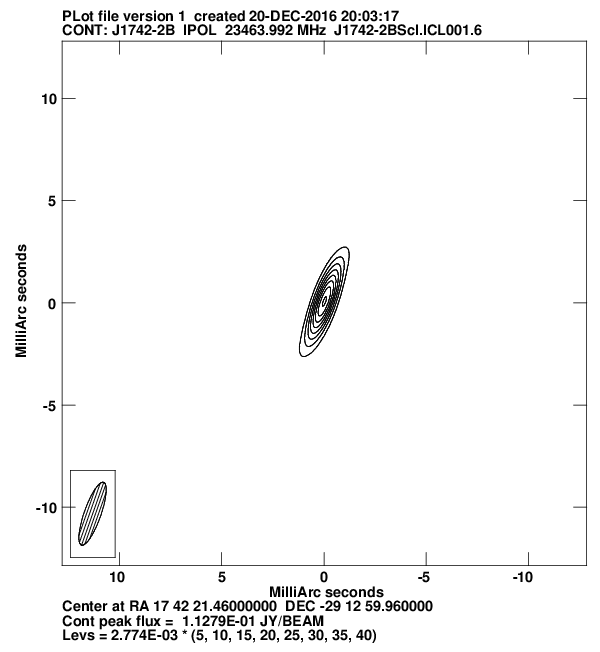 PLot file version 1 created 20-DEC-2016 20:03:17
CONT: J1742-2B IPOL 23463.992 MHz J1742-2BScI.ICL001.6
MilliArc seconds
10
5
0
-5
-10
10 5 0 -5 -10
MilliArc seconds
Center at RA 17 42 21.46000000 DEC -29 12 59.960000
Cont peak flux = 1.1279E-01 JY/BEAM
Levs = 2.774E-03 * (5, 10, 15, 20, 25, 30, 35, 40)